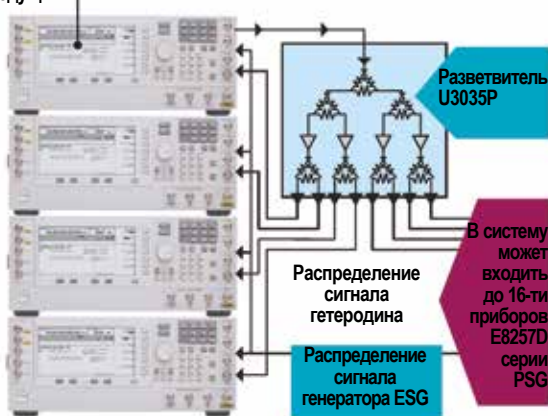 Разветвитель
U3035P
В систему
может
входить
до 16-ти
приборов
E8257D
серии
PSG
Распределение
сигнала
гетеродина
Распределение
сигнала
генератора ESG